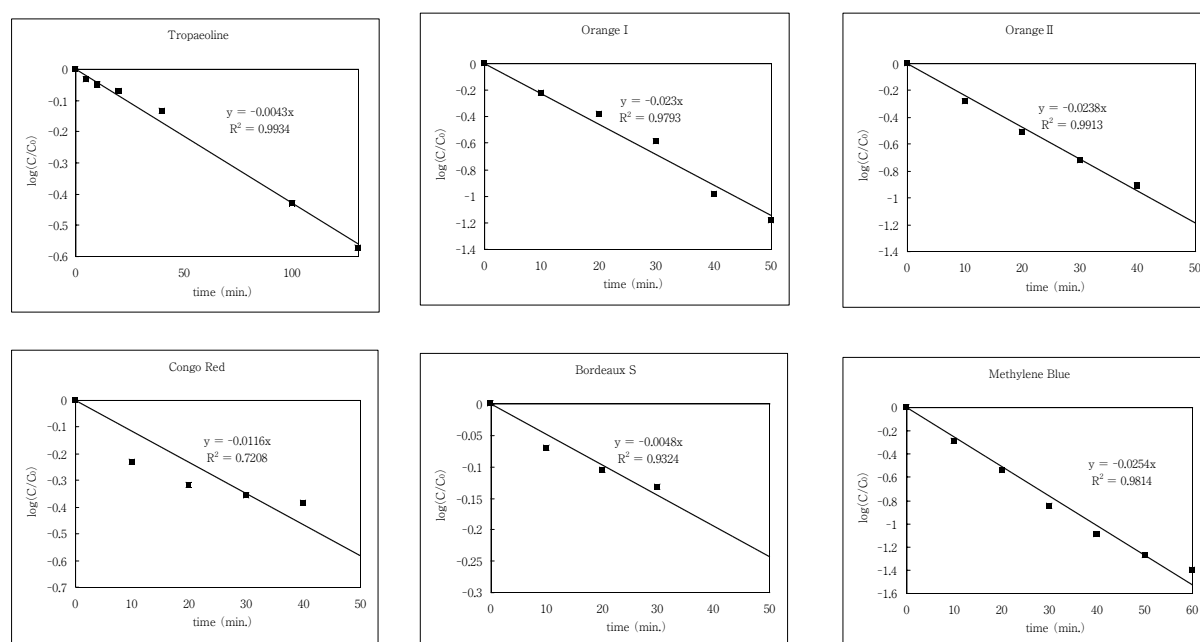 Tropaeoline
0
-0.1
-0.2
-0.3
-0.4
-0.5
-0.6
log(C/C₀)
y = -0.0043x
R² = 0.9934
0 50 100
time (min.)
Orange I
0
-0.2
-0.4
-0.6
-0.8
-1
-1.2
-1.4
log(C/C₀)
y = -0.023x
R² = 0.9793
0 10 20 30 40 50
time (min.)
Orange II
0
-0.2
-0.4
-0.6
-0.8
-1
-1.2
-1.4
log(C/C₀)
y = -0.0238x
R² = 0.9913
0 10 20 30 40 50
time (min.)
Congo Red
0
-0.1
-0.2
-0.3
-0.4
-0.5
-0.6
-0.7
log(C/C₀)
y = -0.0116x
R² = 0.7208
0 10 20 30 40 50
time (min.)
Bordeaux S
0
-0.05
-0.1
-0.15
-0.2
-0.25
-0.3
log(C/C₀)
y = -0.0048x
R² = 0.9324
0 10 20 30 40 50
time (min.)
Methylene Blue
0
-0.2
-0.4
-0.6
-0.8
-1
-1.2
-1.4
-1.6
log(C/C₀)
y = -0.0254x
R² = 0.9814
0 10 20 30 40 50 60
time (min.)